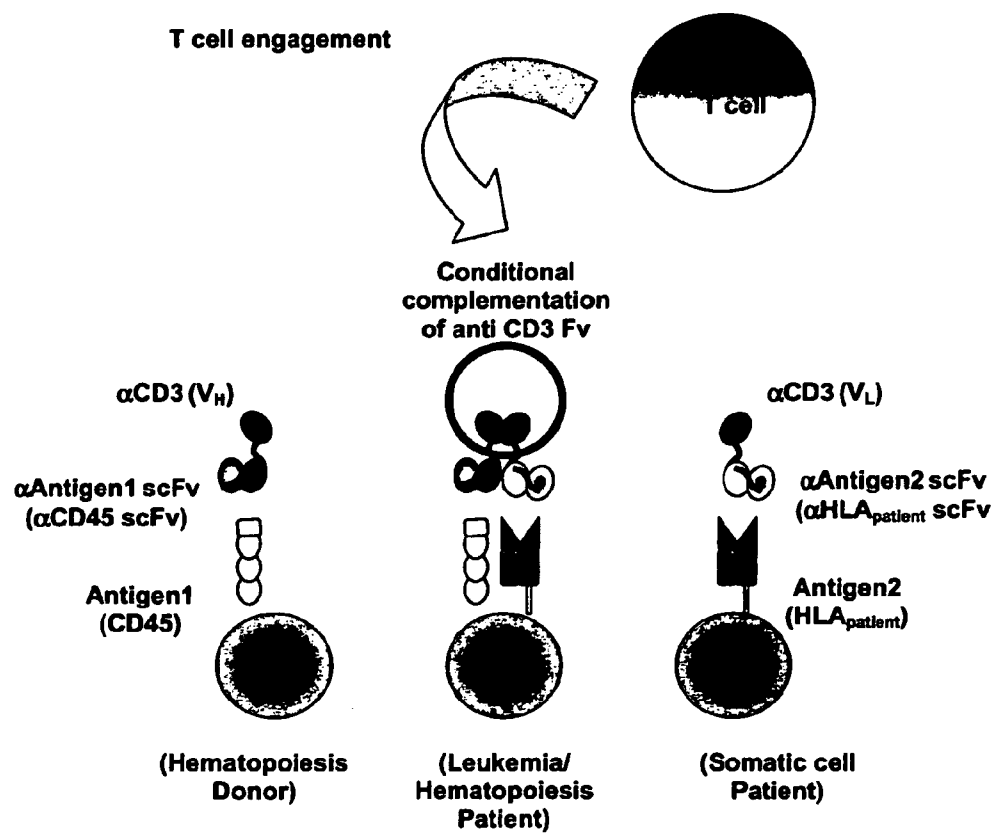 T cell engagement
T cell
Conditional
complementation
of anti CD3 Fv
αCD3 (VH)
αCD3 (VL)
αAntigen1 scFv
(αCD45 scFv)
αAntigen2 scFv
(αHLApatient scFv
Antigen1
(CD45)
Antigen2
(HLApatient)
(Hematopoiesis
Donor)
(Leukemia/
Hematopoiesis
Patient)
(Somatic cell
Patient)